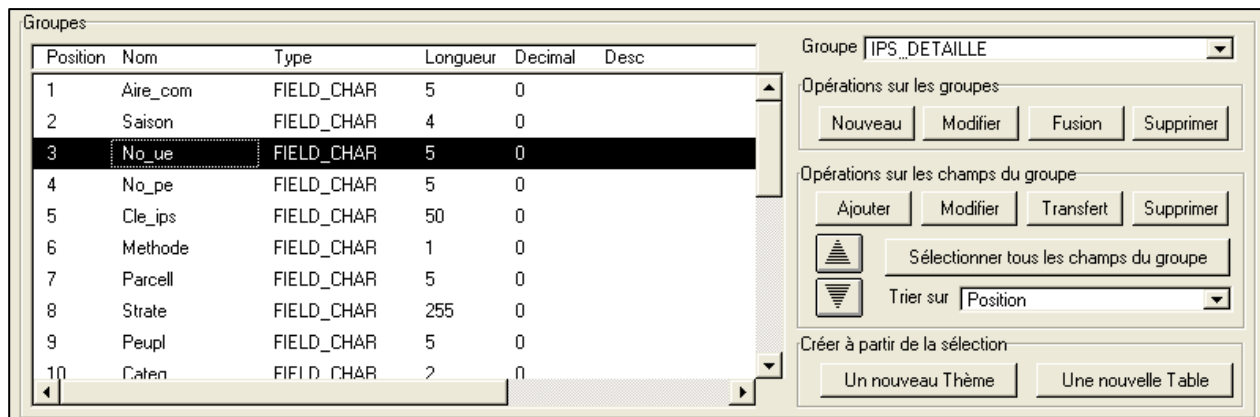 Groupes
Position Nom Type Longueur Decimal Desc
1 Aire_com FIELD_CHAR 5 0
2 Saison FIELD_CHAR 4 0
3 No_ue FIELD_CHAR 5 0
4 No_pe FIELD_CHAR 5 0
5 Cle_ips FIELD_CHAR 50 0
6 Methode FIELD_CHAR 1 0
7 Parcell FIELD_CHAR 5 0
8 Strate FIELD_CHAR 255 0
9 Peupl FIELD_CHAR 5 0
10 Categ FIELD_CHAR 2 0
Groupe IPS_DETAILLE
Opérations sur les groupes
Nouveau Modifier Fusion Supprimer
Opérations sur les champs du groupe
Ajouter Modifier Transfert Supprimer
Sélectionner tous les champs du groupe
Trier sur Position
Créer à partir de la sélection
Un nouveau Thème Une nouvelle Table